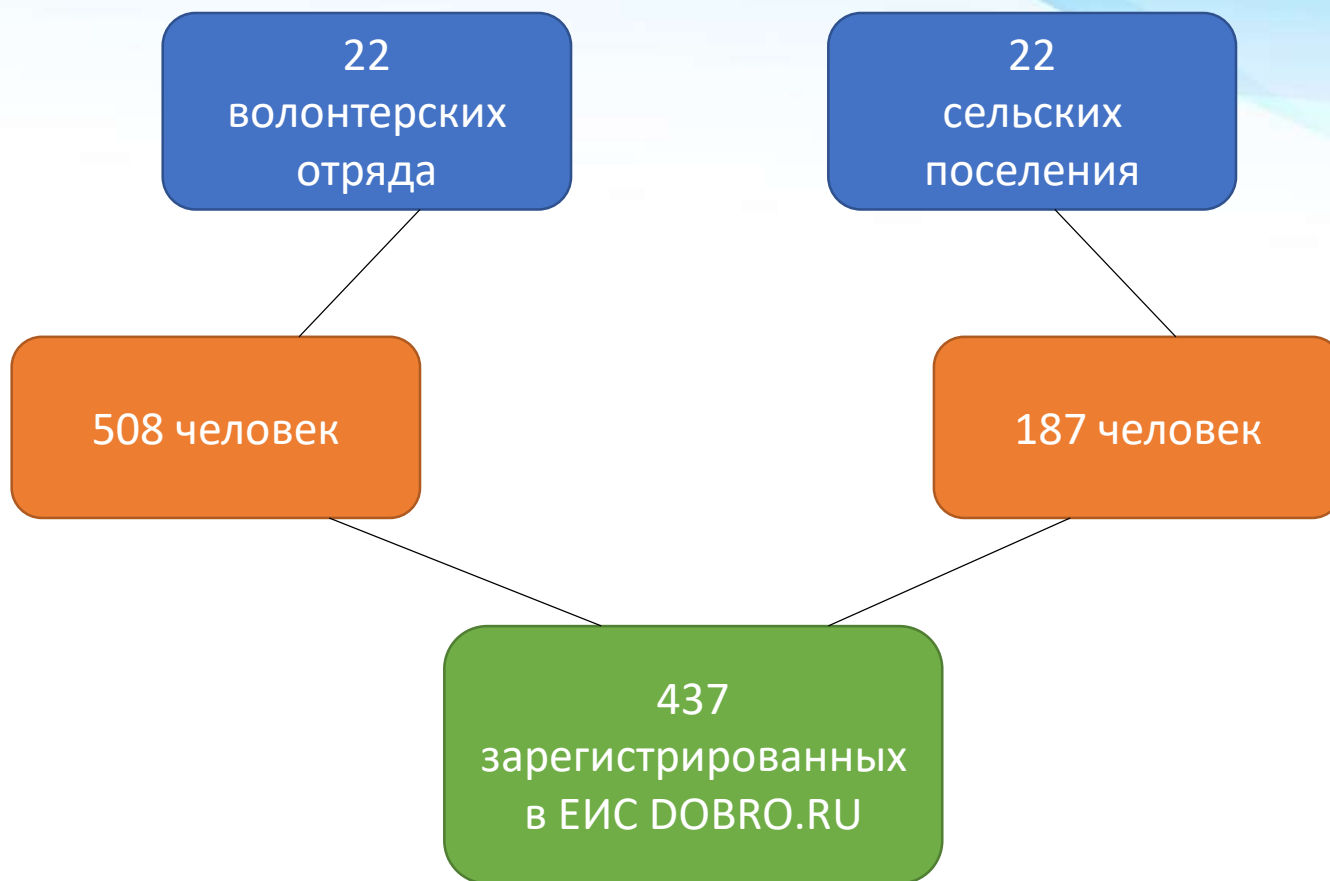 22
волонтерских
отряда
22
сельских
поселения
508 человек
187 человек
437
зарегистрированных
в ЕИС DOBRO.RU